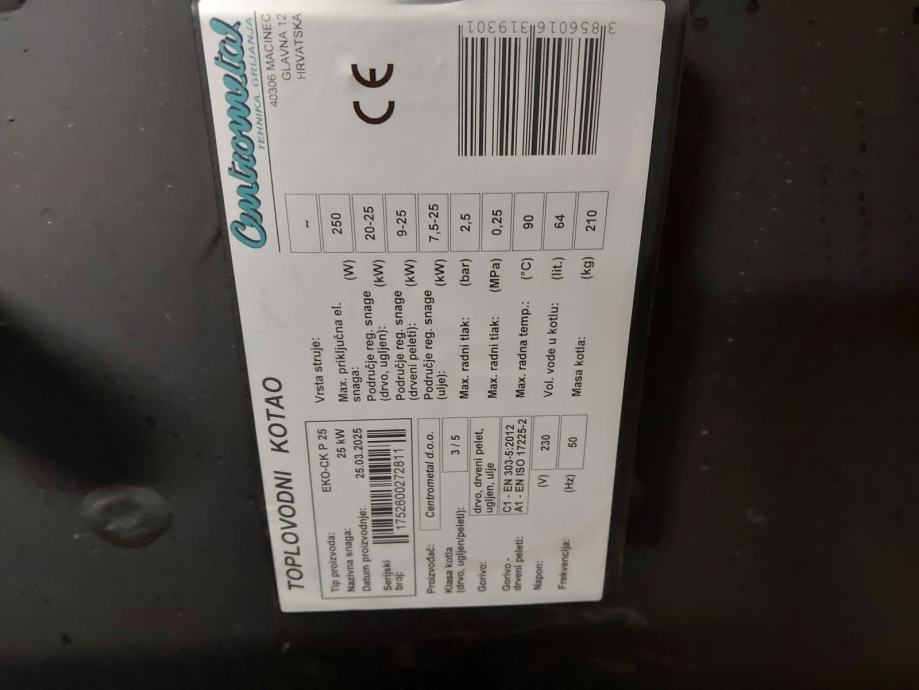 Centrometal
TEHNIKA GRIJANJA
40306 MACINEC
GLAVNA 12
HRVATSKA
TOPLOVODNI KOTAO
CE
Tip proizvoda: EKO-CK P 25
Nazivna snaga: 25 kW
Datum proizvodnje: 25.03.2025
Serijski
broj: 1752600272811
Proizvođač: Centrometal d.o.o.
Klasa kotla
(drvo, ugljen/peleti): 3 / 5
Gorivo: drvo, drveni pelet,
ugljen, ulje
Gorivo - C1 - EN 303-5:2012
drveni peleti: A1 - EN ISO 17225-2
Napon: (V) 230
Frekvencija: (Hz) 50
Vrsta struje: ~
Max. priključna el.
snaga: (W) 250
Područje reg. snage
(drvo, ugljen): (kW) 20-25
Područje reg. snage
(drveni peleti): (kW) 9-25
Područje reg. snage
(ulje): (kW) 7,5-25
Max. radni tlak: (bar) 2,5
Max. radni tlak: (MPa) 0,25
Max. radna temp.: (°C) 90
Vol. vode u kotlu: (lit.) 64
Masa kotla: (kg) 210
3 856016 319301